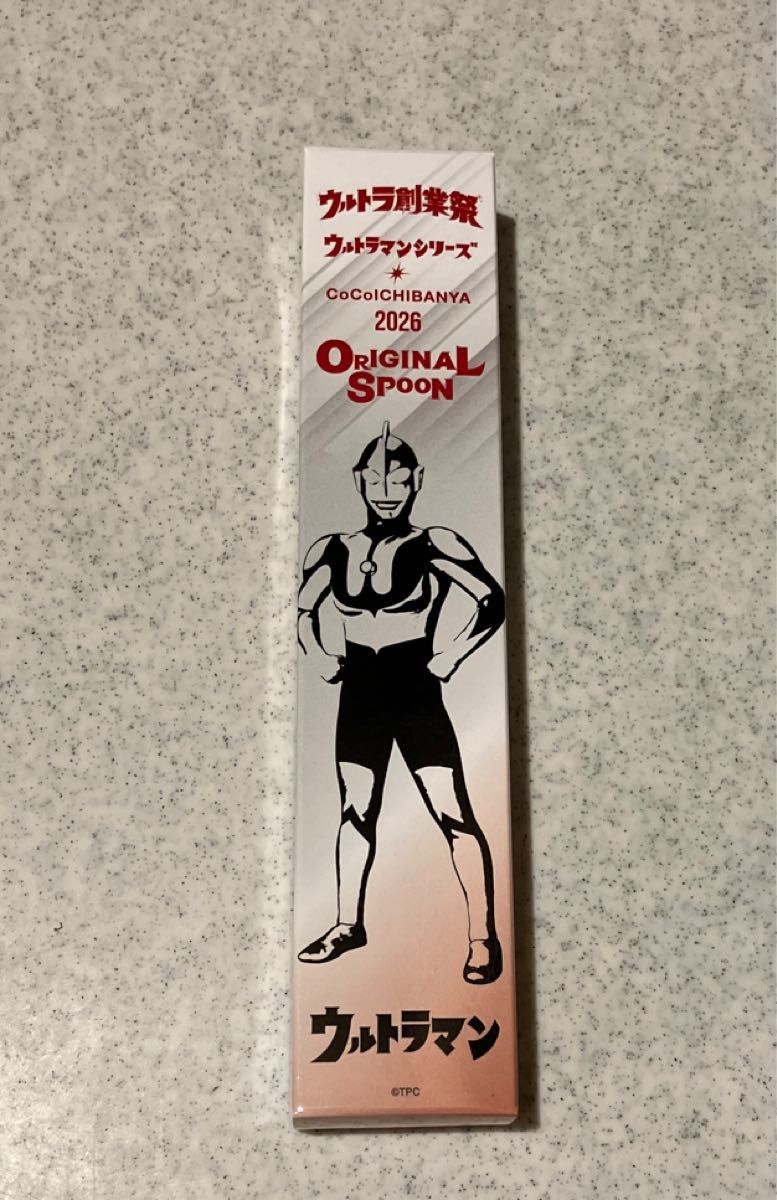 ウルトラ創業祭
ウルトラマンシリーズ
CoCoICHIBANYA
2026
ORIGINAL
SPOON
ウルトラマン
©TPC